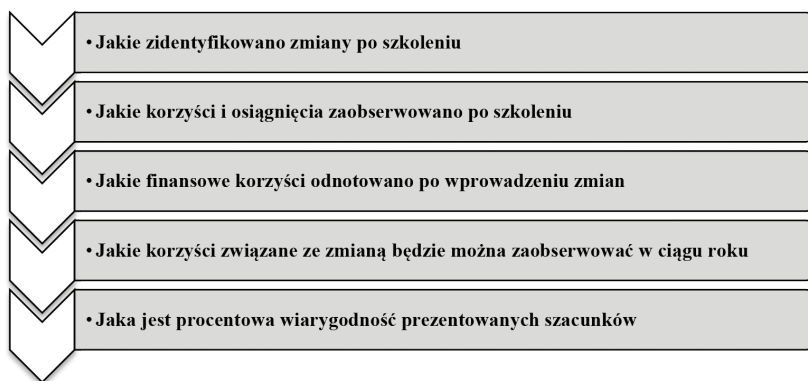 • Jakie zidentyfikowano zmiany po szkoleniu
• Jakie korzyści i osiągnięcia zaobserwowano po szkoleniu
• Jakie finansowe korzyści odnotowano po wprowadzeniu zmian
• Jakie korzyści związane ze zmianą będzie można zaobserwować w ciągu roku
• Jaka jest procentowa wiarygodność prezentowanych szacunków